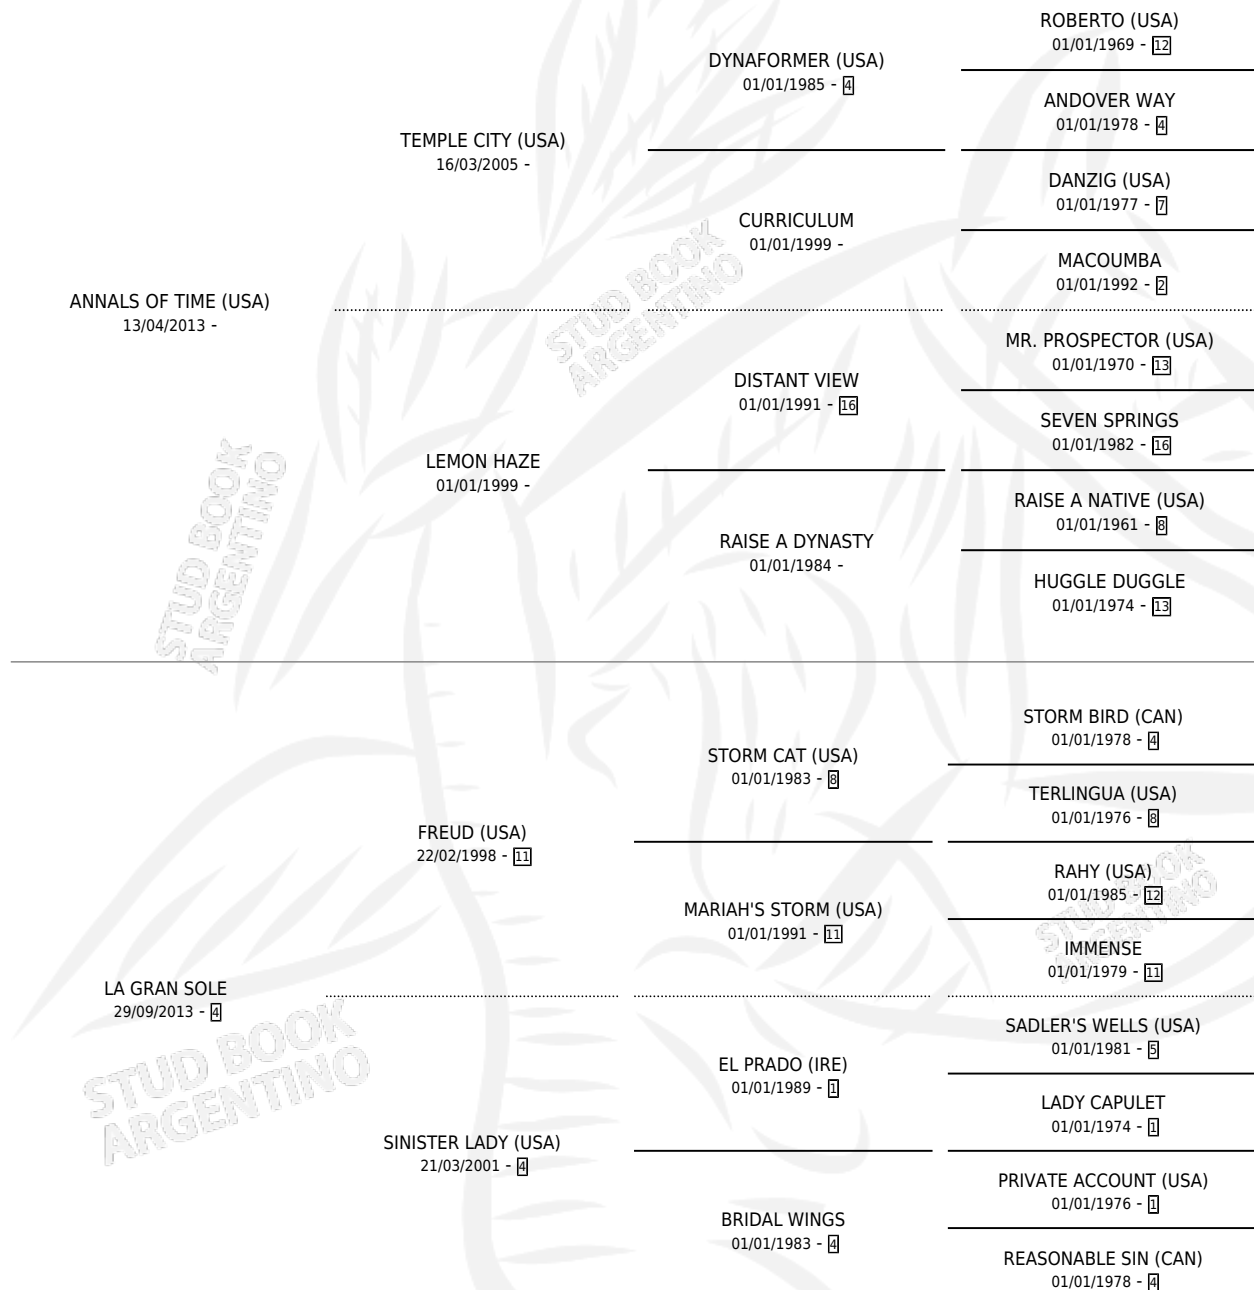 ROBERTO (USA)
01/01/1969 - 12
DYNAFORMER (USA)
01/01/1985 - 4
ANDOVER WAY
01/01/1978 - 4
TEMPLE CITY (USA)
16/03/2005 -
DANZIG (USA)
01/01/1977 - 7
CURRICULUM
01/01/1999 -
MACOUMBA
01/01/1992 - 2
ANNALS OF TIME (USA)
13/04/2013 -
MR. PROSPECTOR (USA)
01/01/1970 - 13
DISTANT VIEW
01/01/1991 - 16
SEVEN SPRINGS
01/01/1982 - 16
LEMON HAZE
01/01/1999 -
RAISE A NATIVE (USA)
01/01/1961 - 8
RAISE A DYNASTY
01/01/1984 -
HUGGLE DUGGLE
01/01/1974 - 13
STORM BIRD (CAN)
01/01/1978 - 4
STORM CAT (USA)
01/01/1983 - 8
TERLINGUA (USA)
01/01/1976 - 8
FREUD (USA)
22/02/1998 - 11
RAHY (USA)
01/01/1985 - 12
MARIAH'S STORM (USA)
01/01/1991 - 11
IMMENSE
01/01/1979 - 11
LA GRAN SOLE
29/09/2013 - 4
SADLER'S WELLS (USA)
01/01/1981 - 5
EL PRADO (IRE)
01/01/1989 - 1
LADY CAPULET
01/01/1974 - 1
SINISTER LADY (USA)
21/03/2001 - 4
PRIVATE ACCOUNT (USA)
01/01/1976 - 1
BRIDAL WINGS
01/01/1983 - 4
REASONABLE SIN (CAN)
01/01/1978 - 4
STUD BOOK
ARGENTINO
STUD BOOK
ARGENTINO
STUD BOOK
ARGENTINO
STUD BOOK
ARGENTINO